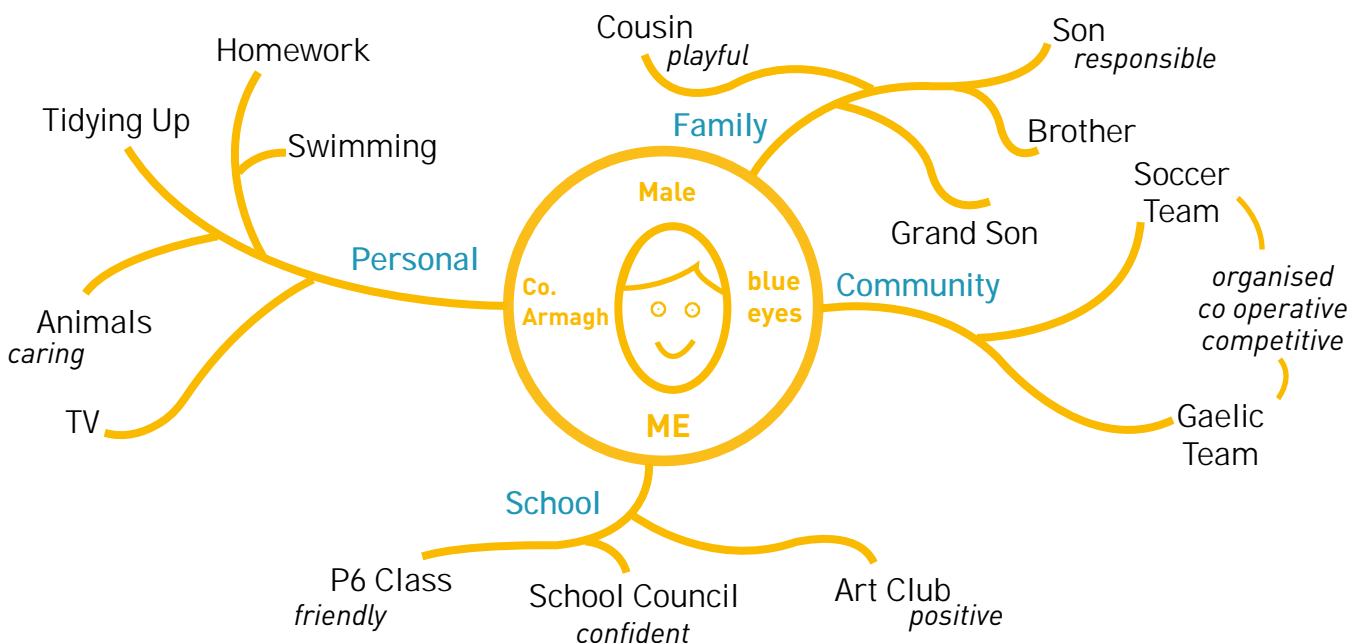 Male
Co.
Armagh
blue
eyes
ME
Personal
Homework
Tidying Up
Swimming
Animals
caring
TV
Family
Cousin
playful
Son
responsible
Brother
Grand Son
Community
Soccer
Team
organised
co operative
competitive
Gaelic
Team
School
P6 Class
friendly
School Council
confident
Art Club
positive